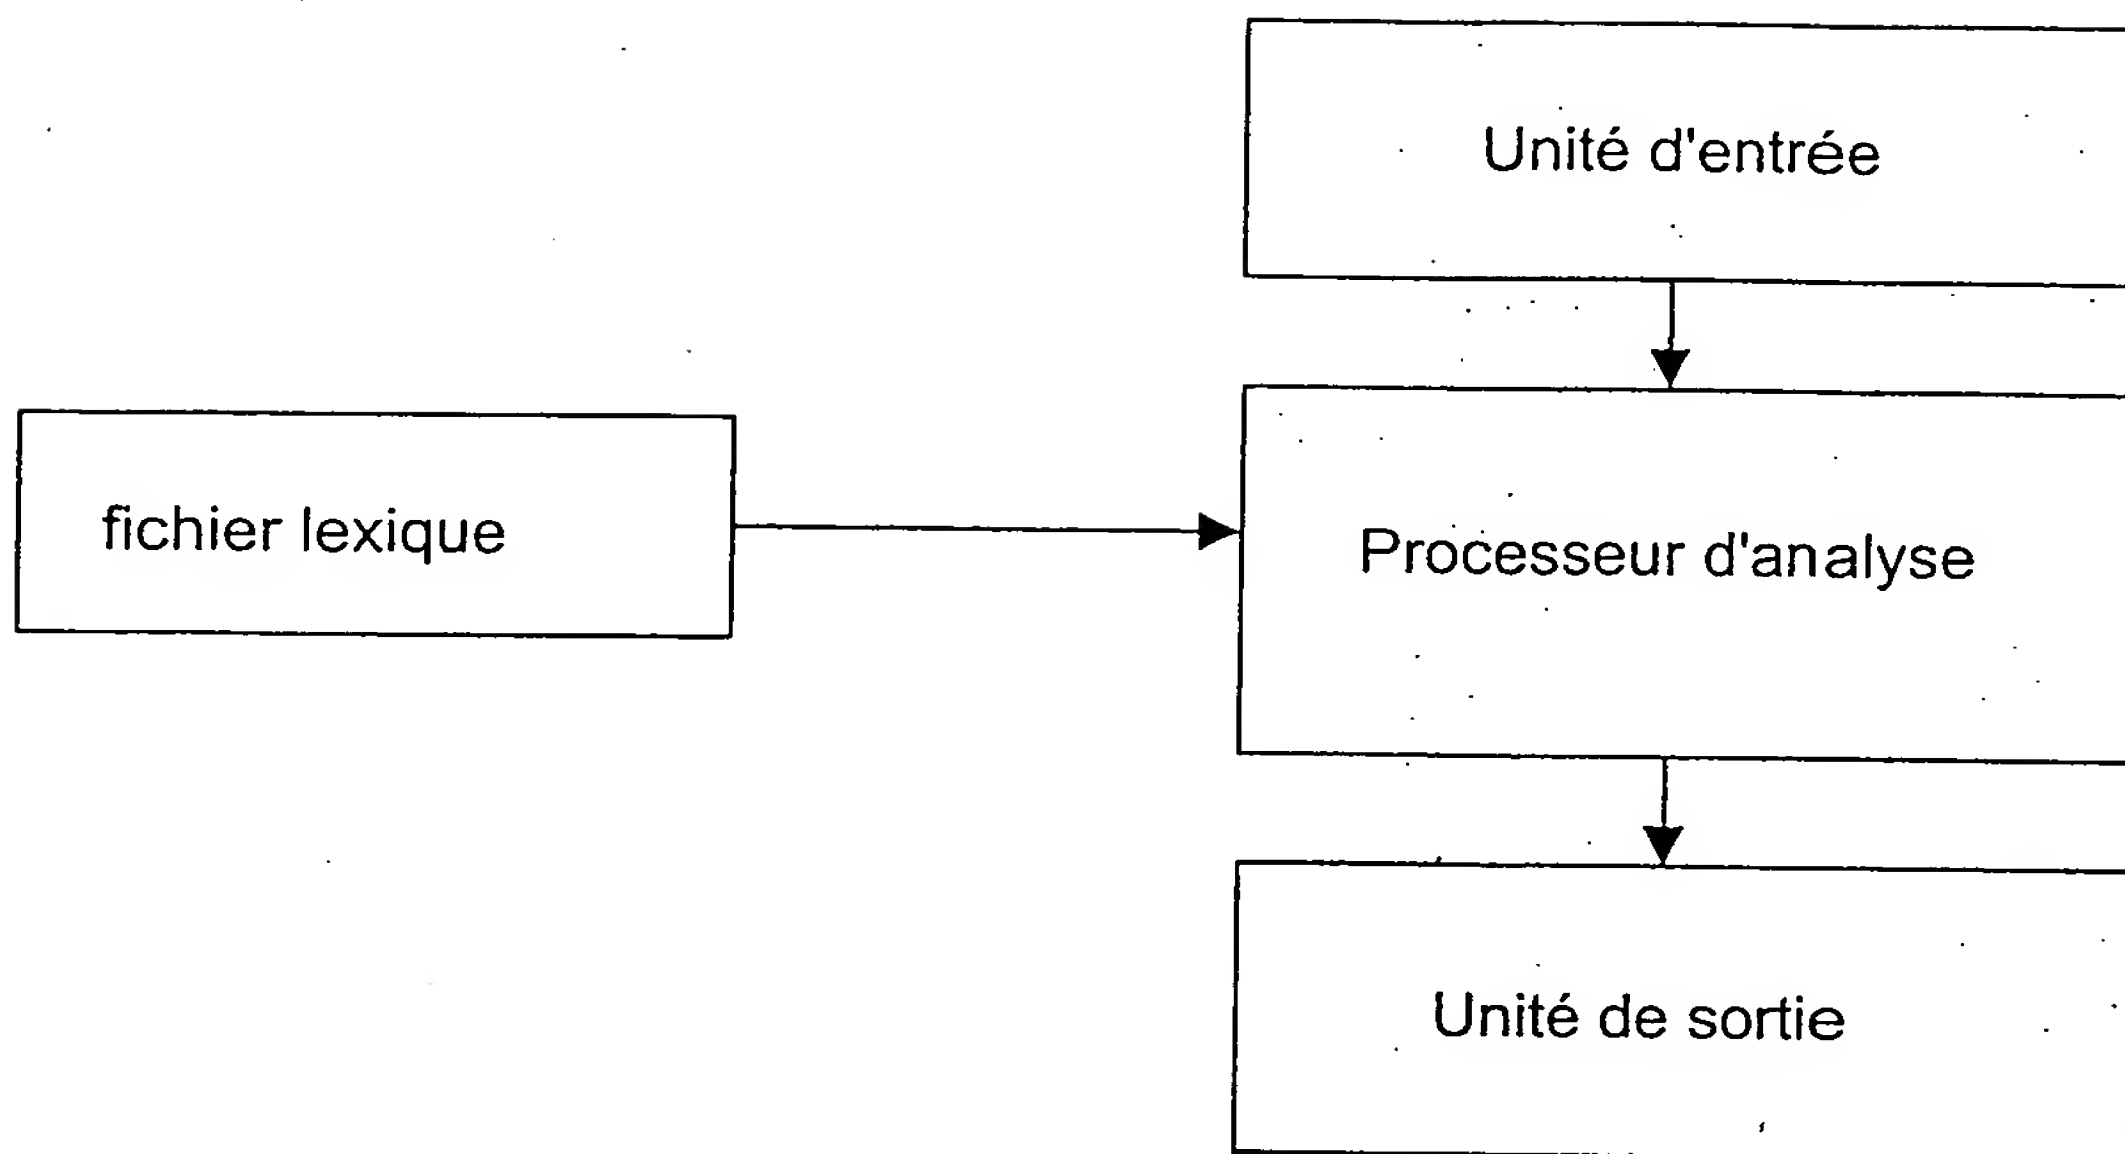 Unité d'entrée
fichier lexique
Processeur d'analyse
Unité de sortie